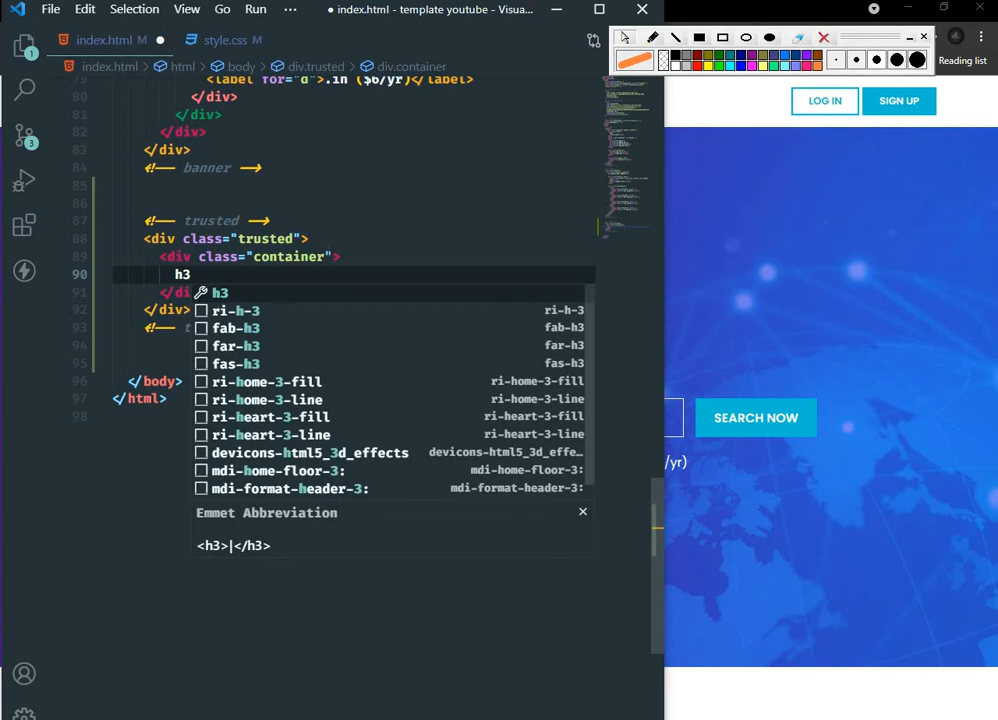 File Edit Selection View Go Run ··· ● index.html - template youtube - Visua...
index.html M ● style.css M
index.html > html > body > div.trusted > div.container
Reading list
LOG IN SIGN UP
79 <label for="d">.in ($6/yr)</label>
80 </div>
81 </div>
82 </div>
83 </div>
84 <!-- banner -->
85
86
87 <!-- trusted -->
88 <div class="trusted">
89 <div class="container">
90 h3
91 </di
92 </div>
93 <!-- t
94
95
96 </body>
97 </html>
98
h3
ri-h-3 ri-h-3
fab-h3 fab-h3
far-h3 far-h3
fas-h3 fas-h3
ri-home-3-fill ri-home-3-fill
ri-home-3-line ri-home-3-line
ri-heart-3-fill ri-heart-3-fill
ri-heart-3-line ri-heart-3-line
devicons-html5_3d_effects devicons-html5_3d_effe...
mdi-home-floor-3: mdi-home-floor-3:
mdi-format-header-3: mdi-format-header-3:
Emmet Abbreviation
<h3>|</h3>
SEARCH NOW
/yr)
1
3